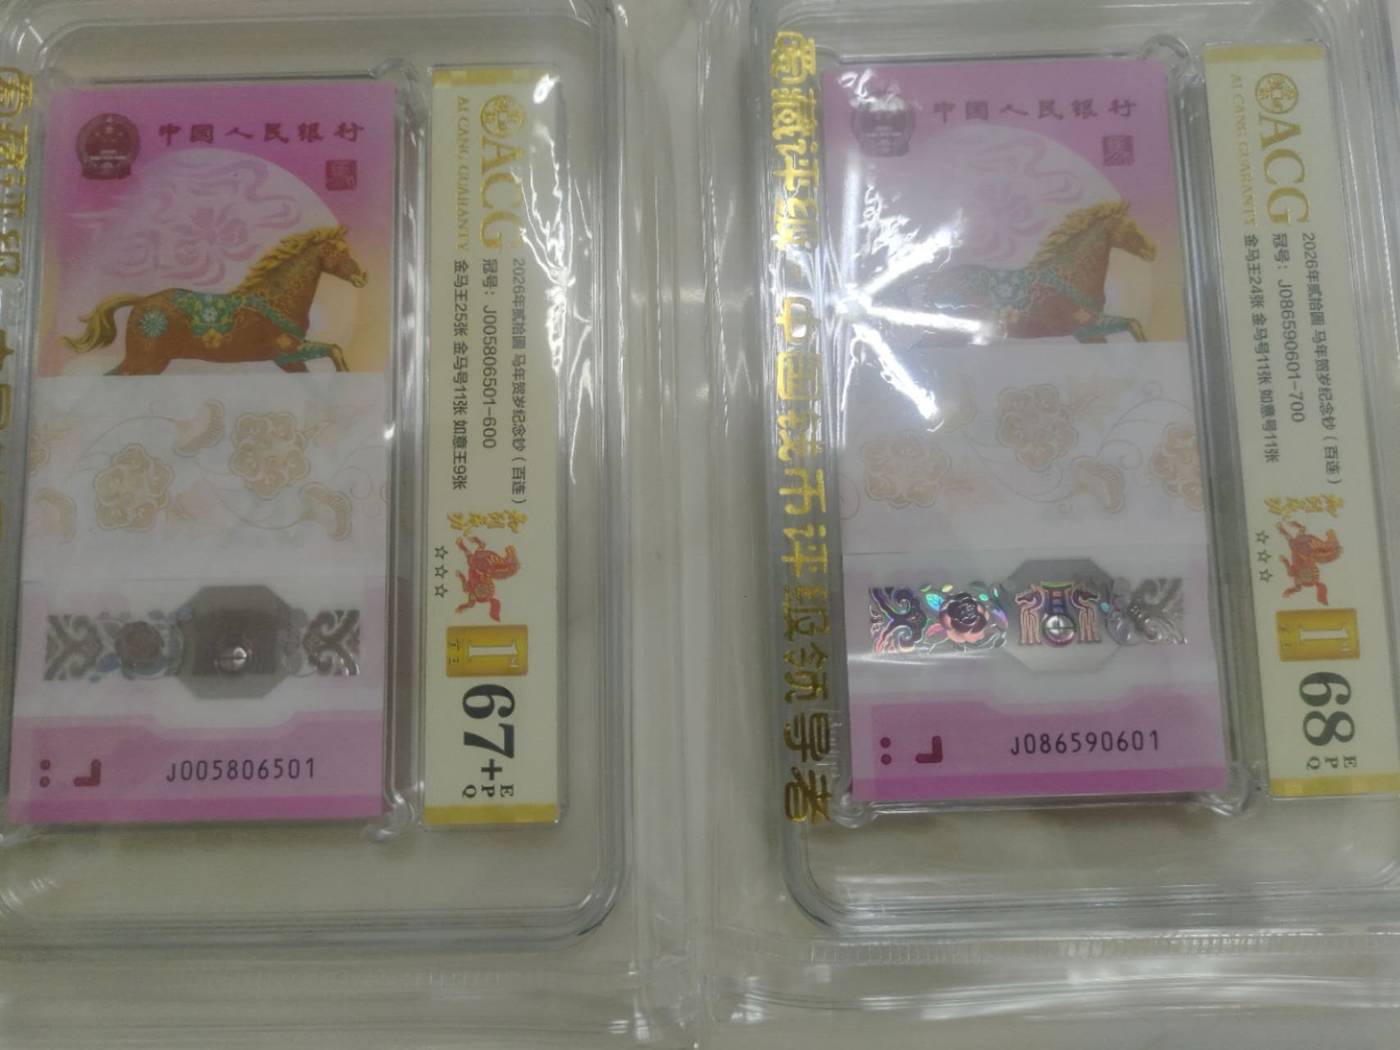 中国人民银行
J005806501
ACG
AI CANG GUARANTY
2026年贰拾圆 马年贺岁纪念钞（百连）
冠号：J005806501-600
金马王25张 金马号11张 如意王9张
☆☆☆
1st
67+
EPQ
爱藏评级·中国钱币评级领导者
中国人民银行
J086590601
ACG
AI CANG GUARANTY
2026年贰拾圆 马年贺岁纪念钞（百连）
冠号：J086590601-700
金马王24张 金马号11张 如意号11张
☆☆☆
1st
68
EPQ